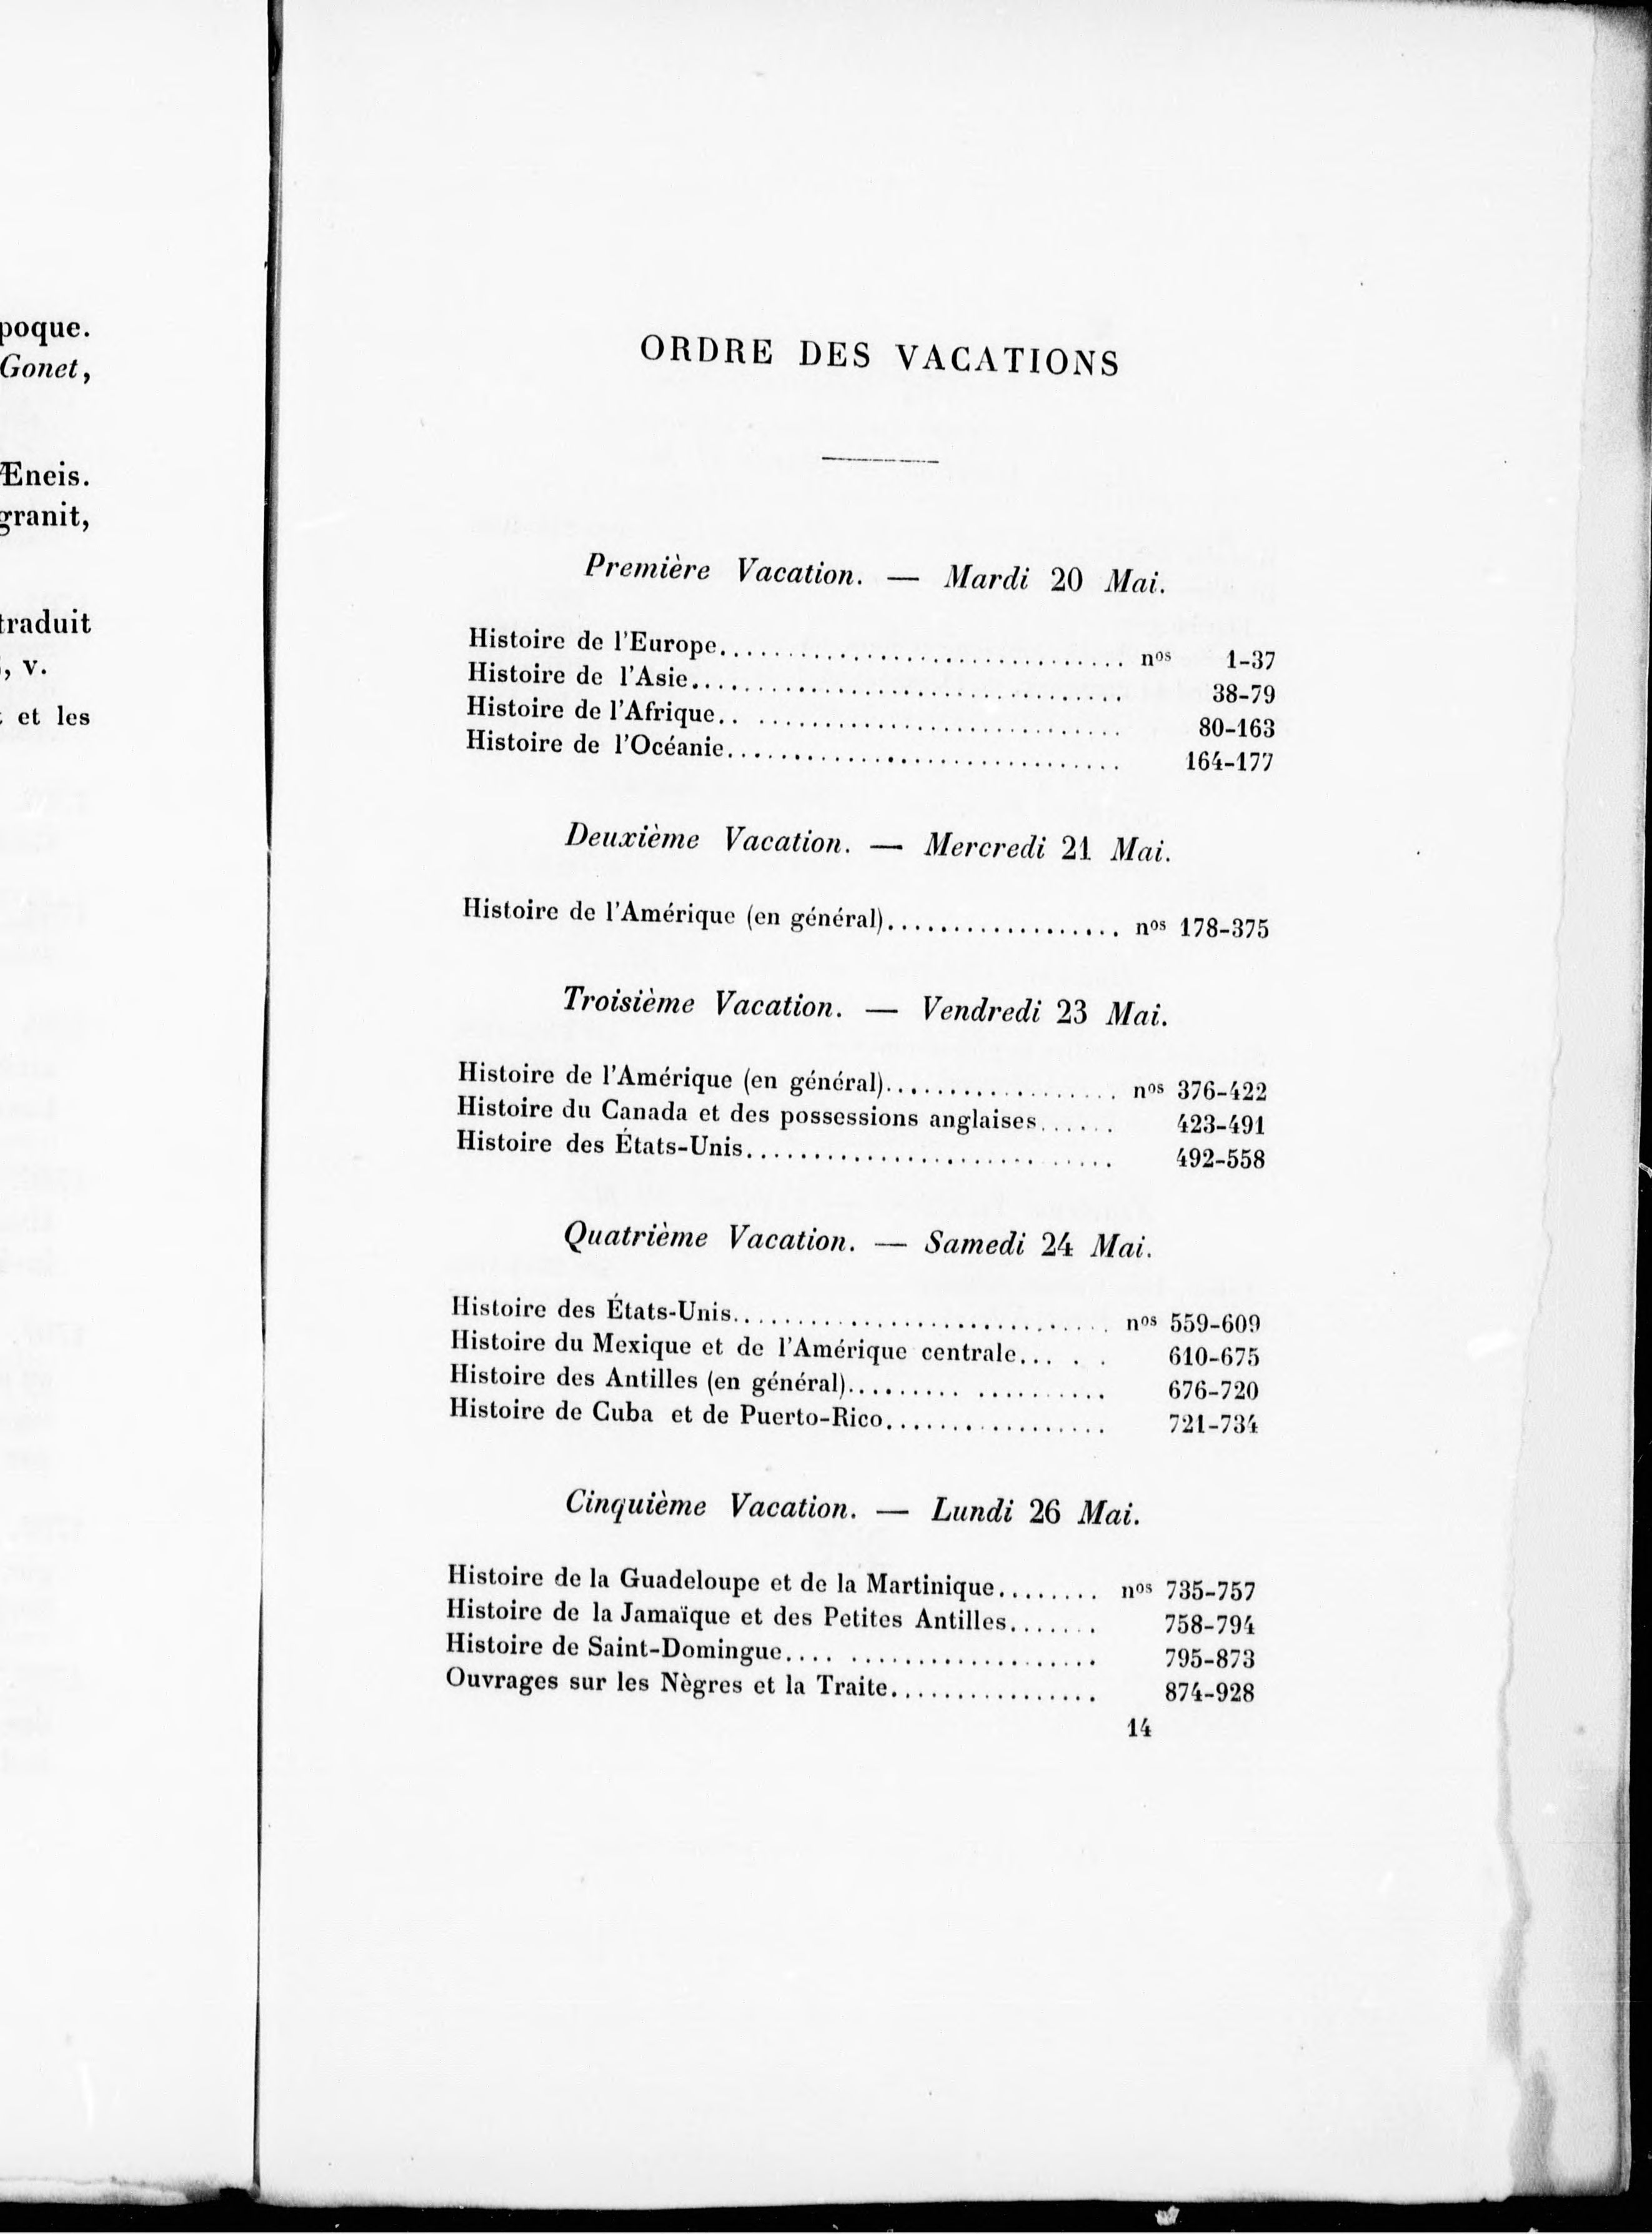 poque.
Gonet,
Æneis.
granit,
traduit
, v.
et les
ORDRE DES VACATIONS
Première Vacation. — Mardi 20 Mai.
Histoire de l'Europe.............................. nos 1-37
Histoire de l'Asie................................ 38-79
Histoire de l'Afrique.. ............................ 80-163
Histoire de l'Océanie.............................. 164-177
Deuxième Vacation. — Mercredi 21 Mai.
Histoire de l'Amérique (en général).................. nos 178-375
Troisième Vacation. — Vendredi 23 Mai.
Histoire de l'Amérique (en général).................. nos 376-422
Histoire du Canada et des possessions anglaises...... 423-491
Histoire des États-Unis............................ 492-558
Quatrième Vacation. — Samedi 24 Mai.
Histoire des États-Unis............................. nos 559-609
Histoire du Mexique et de l'Amérique centrale... . . 610-675
Histoire des Antilles (en général)......... .......... 676-720
Histoire de Cuba et de Puerto-Rico................. 721-734
Cinquième Vacation. — Lundi 26 Mai.
Histoire de la Guadeloupe et de la Martinique........ nos 735-757
Histoire de la Jamaïque et des Petites Antilles....... 758-794
Histoire de Saint-Domingue.... ................... 795-873
Ouvrages sur les Nègres et la Traite................ 874-928
14